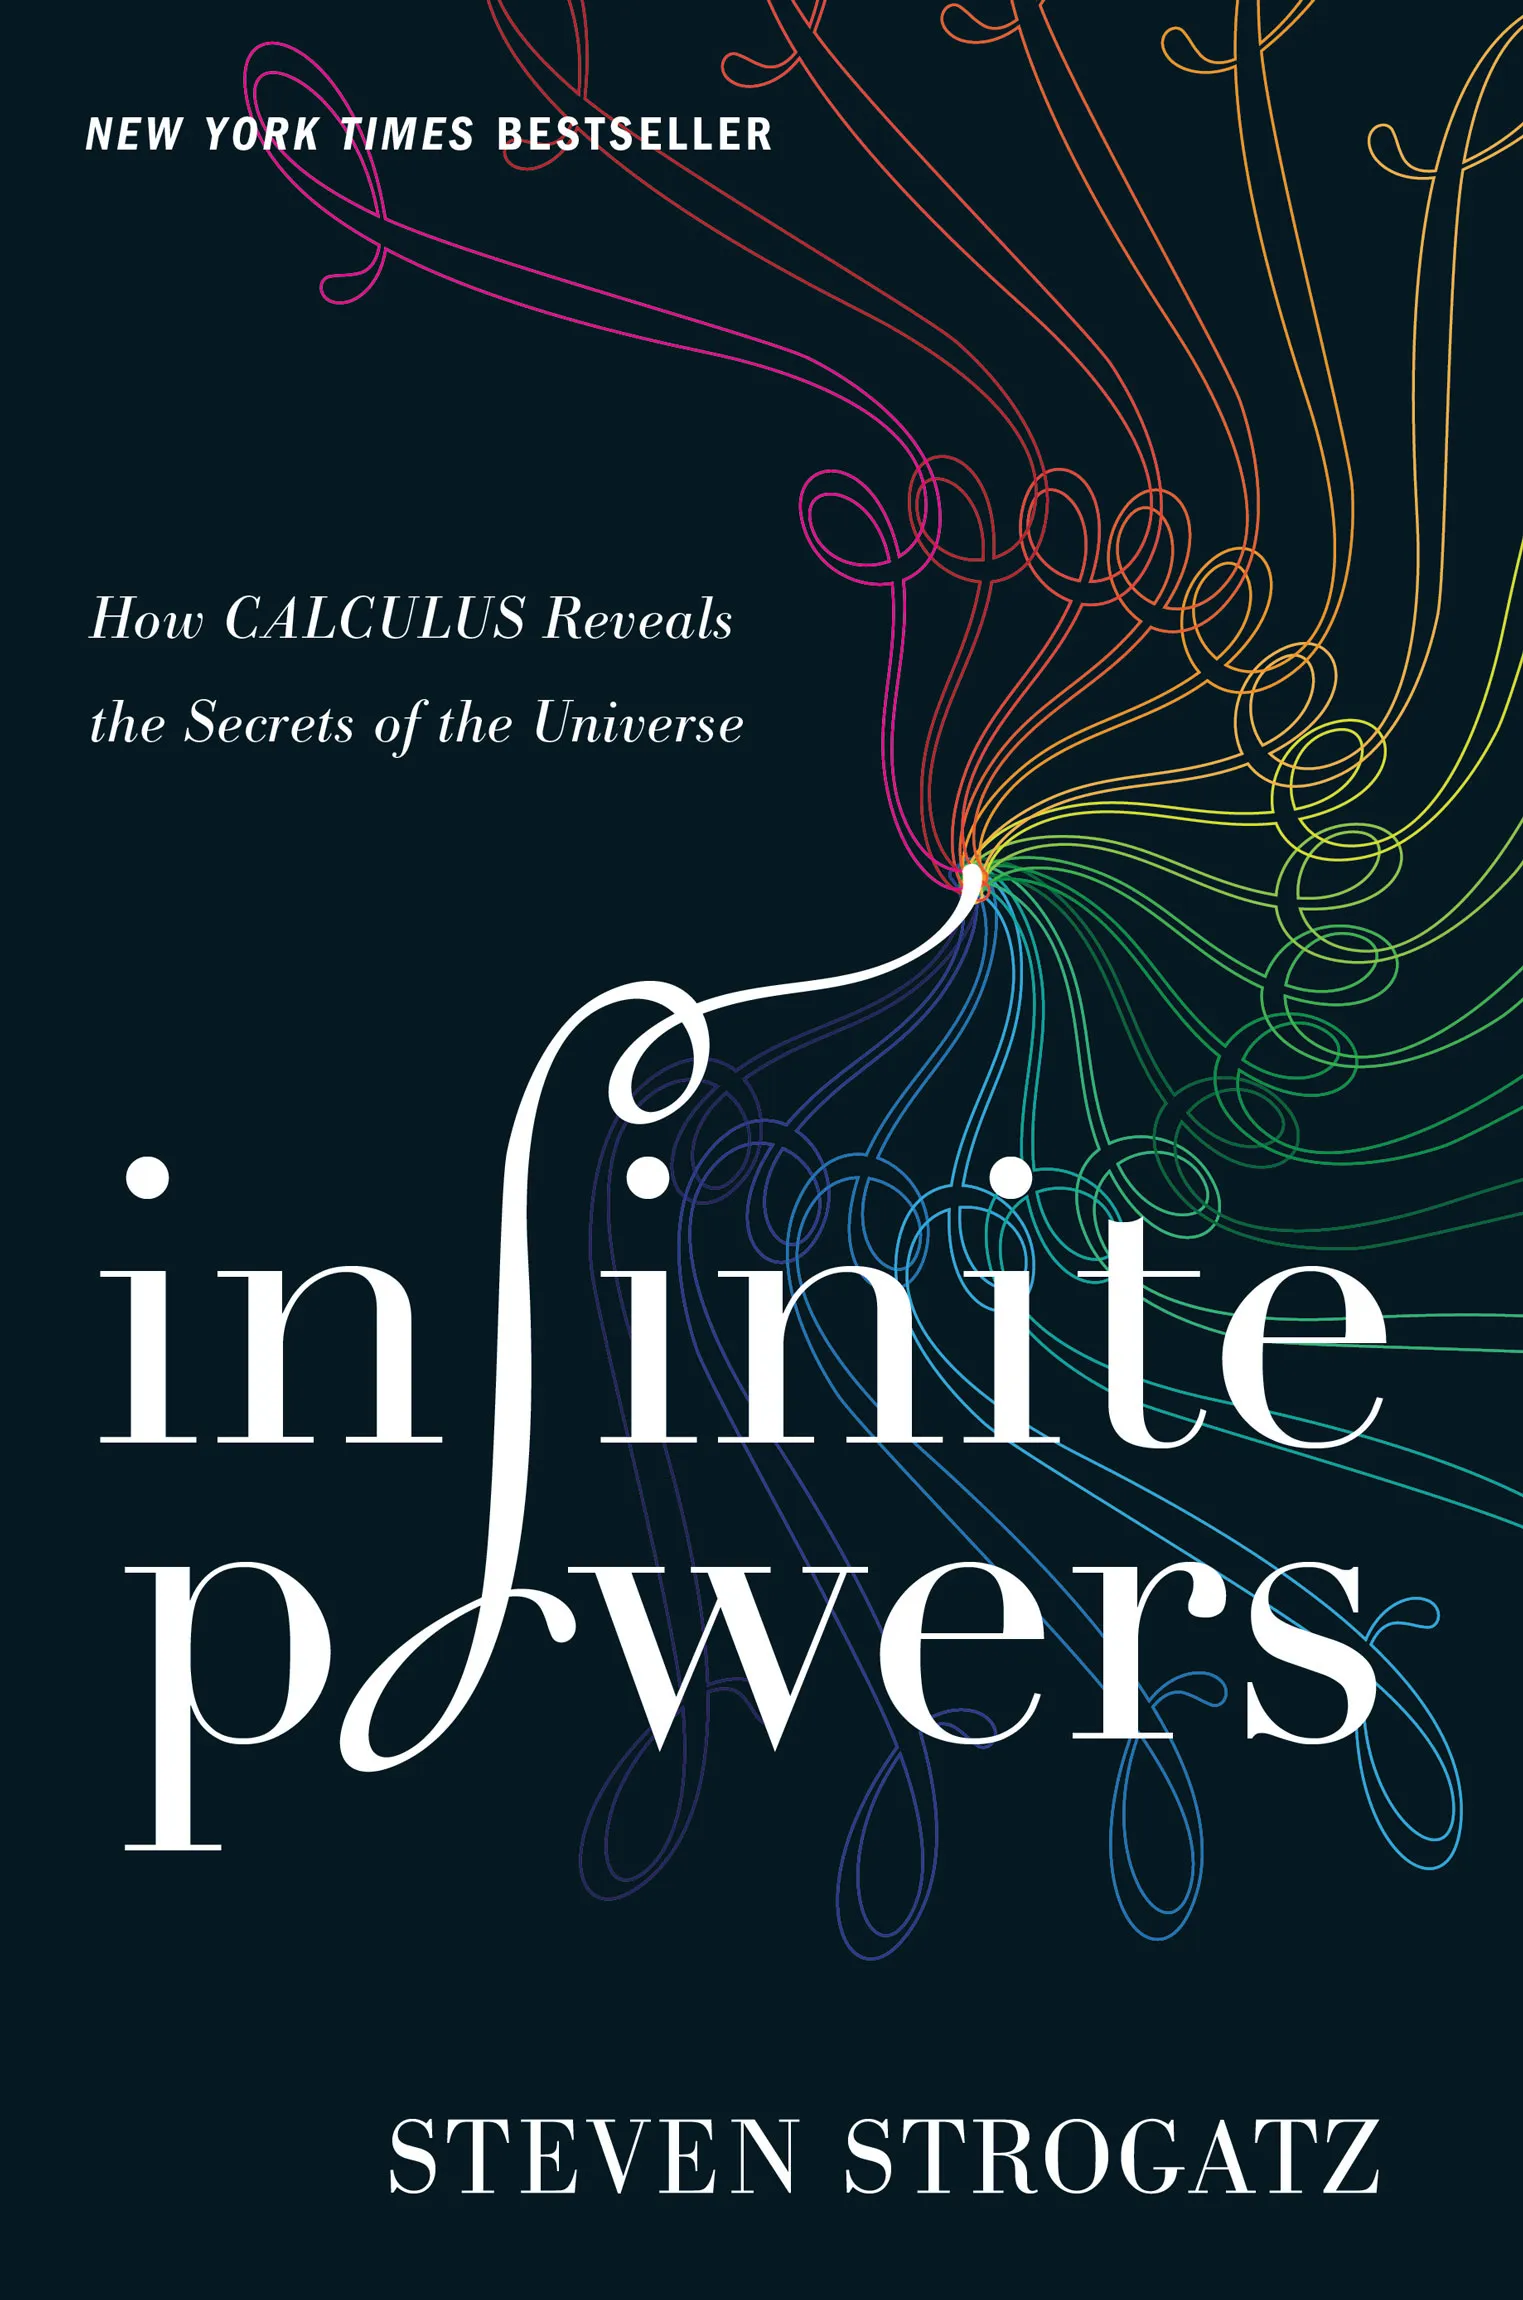 NEW YORK TIMES BESTSELLER
How CALCULUS Reveals
the Secrets of the Universe
infinite
powers
STEVEN STROGATZ